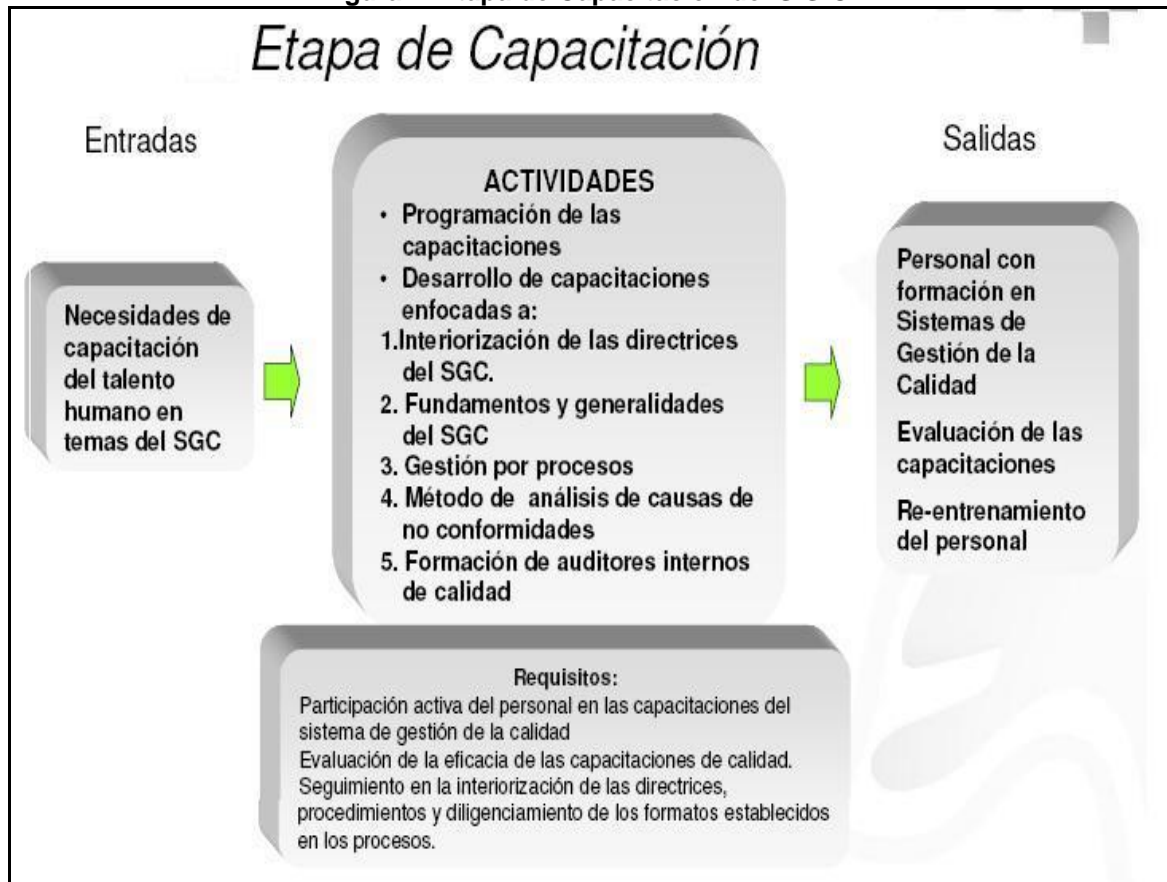 Etapa de Capacitación
Entradas
Necesidades de
capacitación
del talento
humano en
temas del SGC
ACTIVIDADES
• Programación de las
capacitaciones
• Desarrollo de capacitaciones
enfocadas a:
1.Interiorización de las directrices
del SGC.
2. Fundamentos y generalidades
del SGC
3. Gestión por procesos
4. Método de análisis de causas de
no conformidades
5. Formación de auditores internos
de calidad
Salidas
Personal con
formación en
Sistemas de
Gestión de la
Calidad
Evaluación de las
capacitaciones
Re-entrenamiento
del personal
Requisitos:
Participación activa del personal en las capacitaciones del
sistema de gestión de la calidad
Evaluación de la eficacia de las capacitaciones de calidad.
Seguimiento en la interiorización de las directrices,
procedimientos y diligenciamiento de los formatos establecidos
en los procesos.